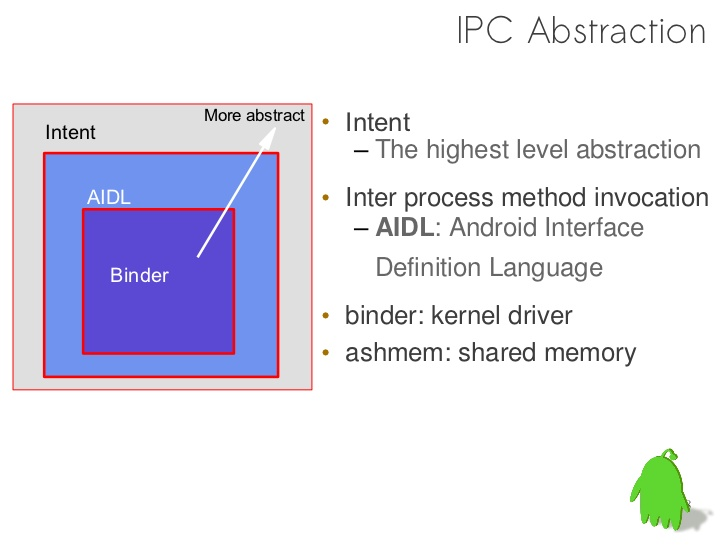 IPC Abstraction
More abstract
Intent
AIDL
Binder
• Intent
– The highest level abstraction
• Inter process method invocation
– AIDL: Android Interface
Definition Language
• binder: kernel driver
• ashmem: shared memory